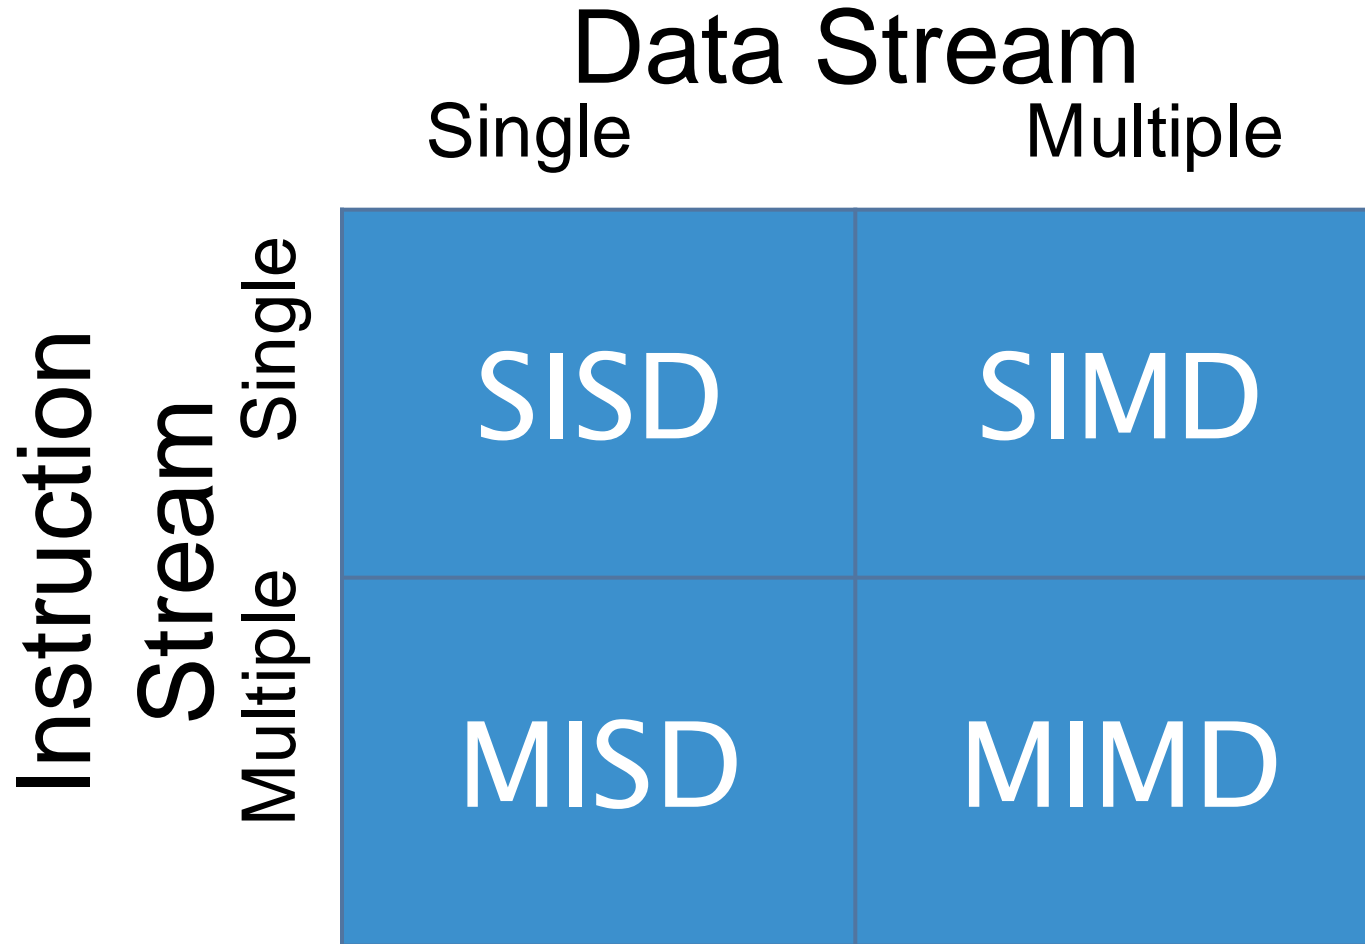 Data Stream
Single Multiple
Instruction
Stream
Single
SISD SIMD
Multiple
MISD MIMD